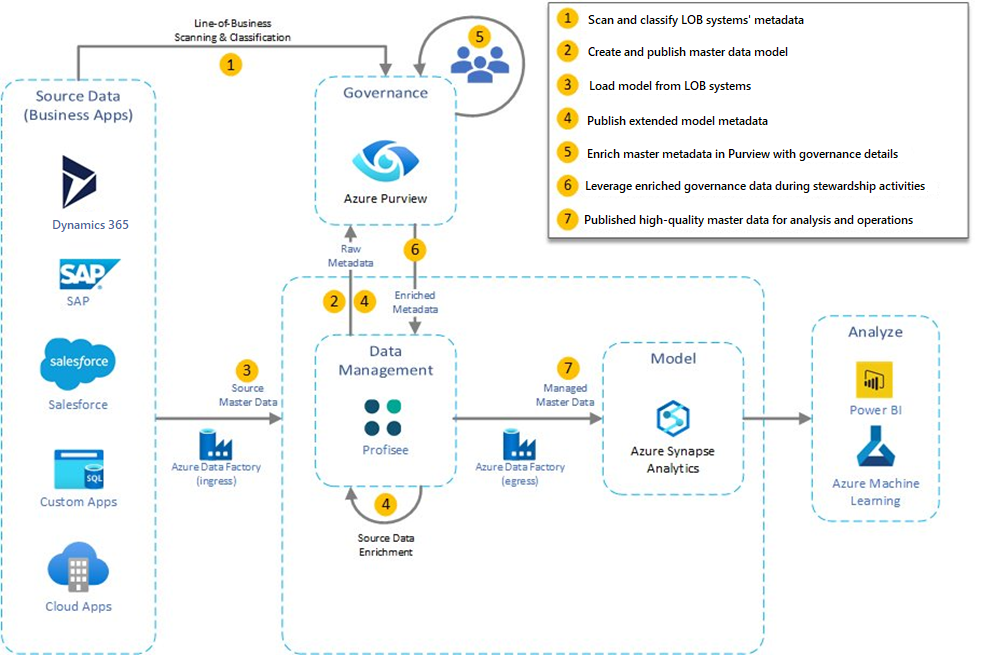 Line-of-Business
Scanning & Classification
1
5
1 Scan and classify LOB systems' metadata
2 Create and publish master data model
3 Load model from LOB systems
4 Publish extended model metadata
5 Enrich master metadata in Purview with governance details
6 Leverage enriched governance data during stewardship activities
7 Published high-quality master data for analysis and operations
Source Data
(Business Apps)
Dynamics 365
SAP
SAP
salesforce
Salesforce
SQL
Custom Apps
Cloud Apps
Governance
Azure Purview
Raw
Metadata
6
2 4
Enriched
Metadata
3
Source
Master Data
Azure Data Factory
(ingress)
Data
Management
Profisee
4
Source Data
Enrichment
7
Managed
Master Data
Azure Data Factory
(egress)
Model
Azure Synapse
Analytics
Analyze
Power BI
Azure Machine
Learning